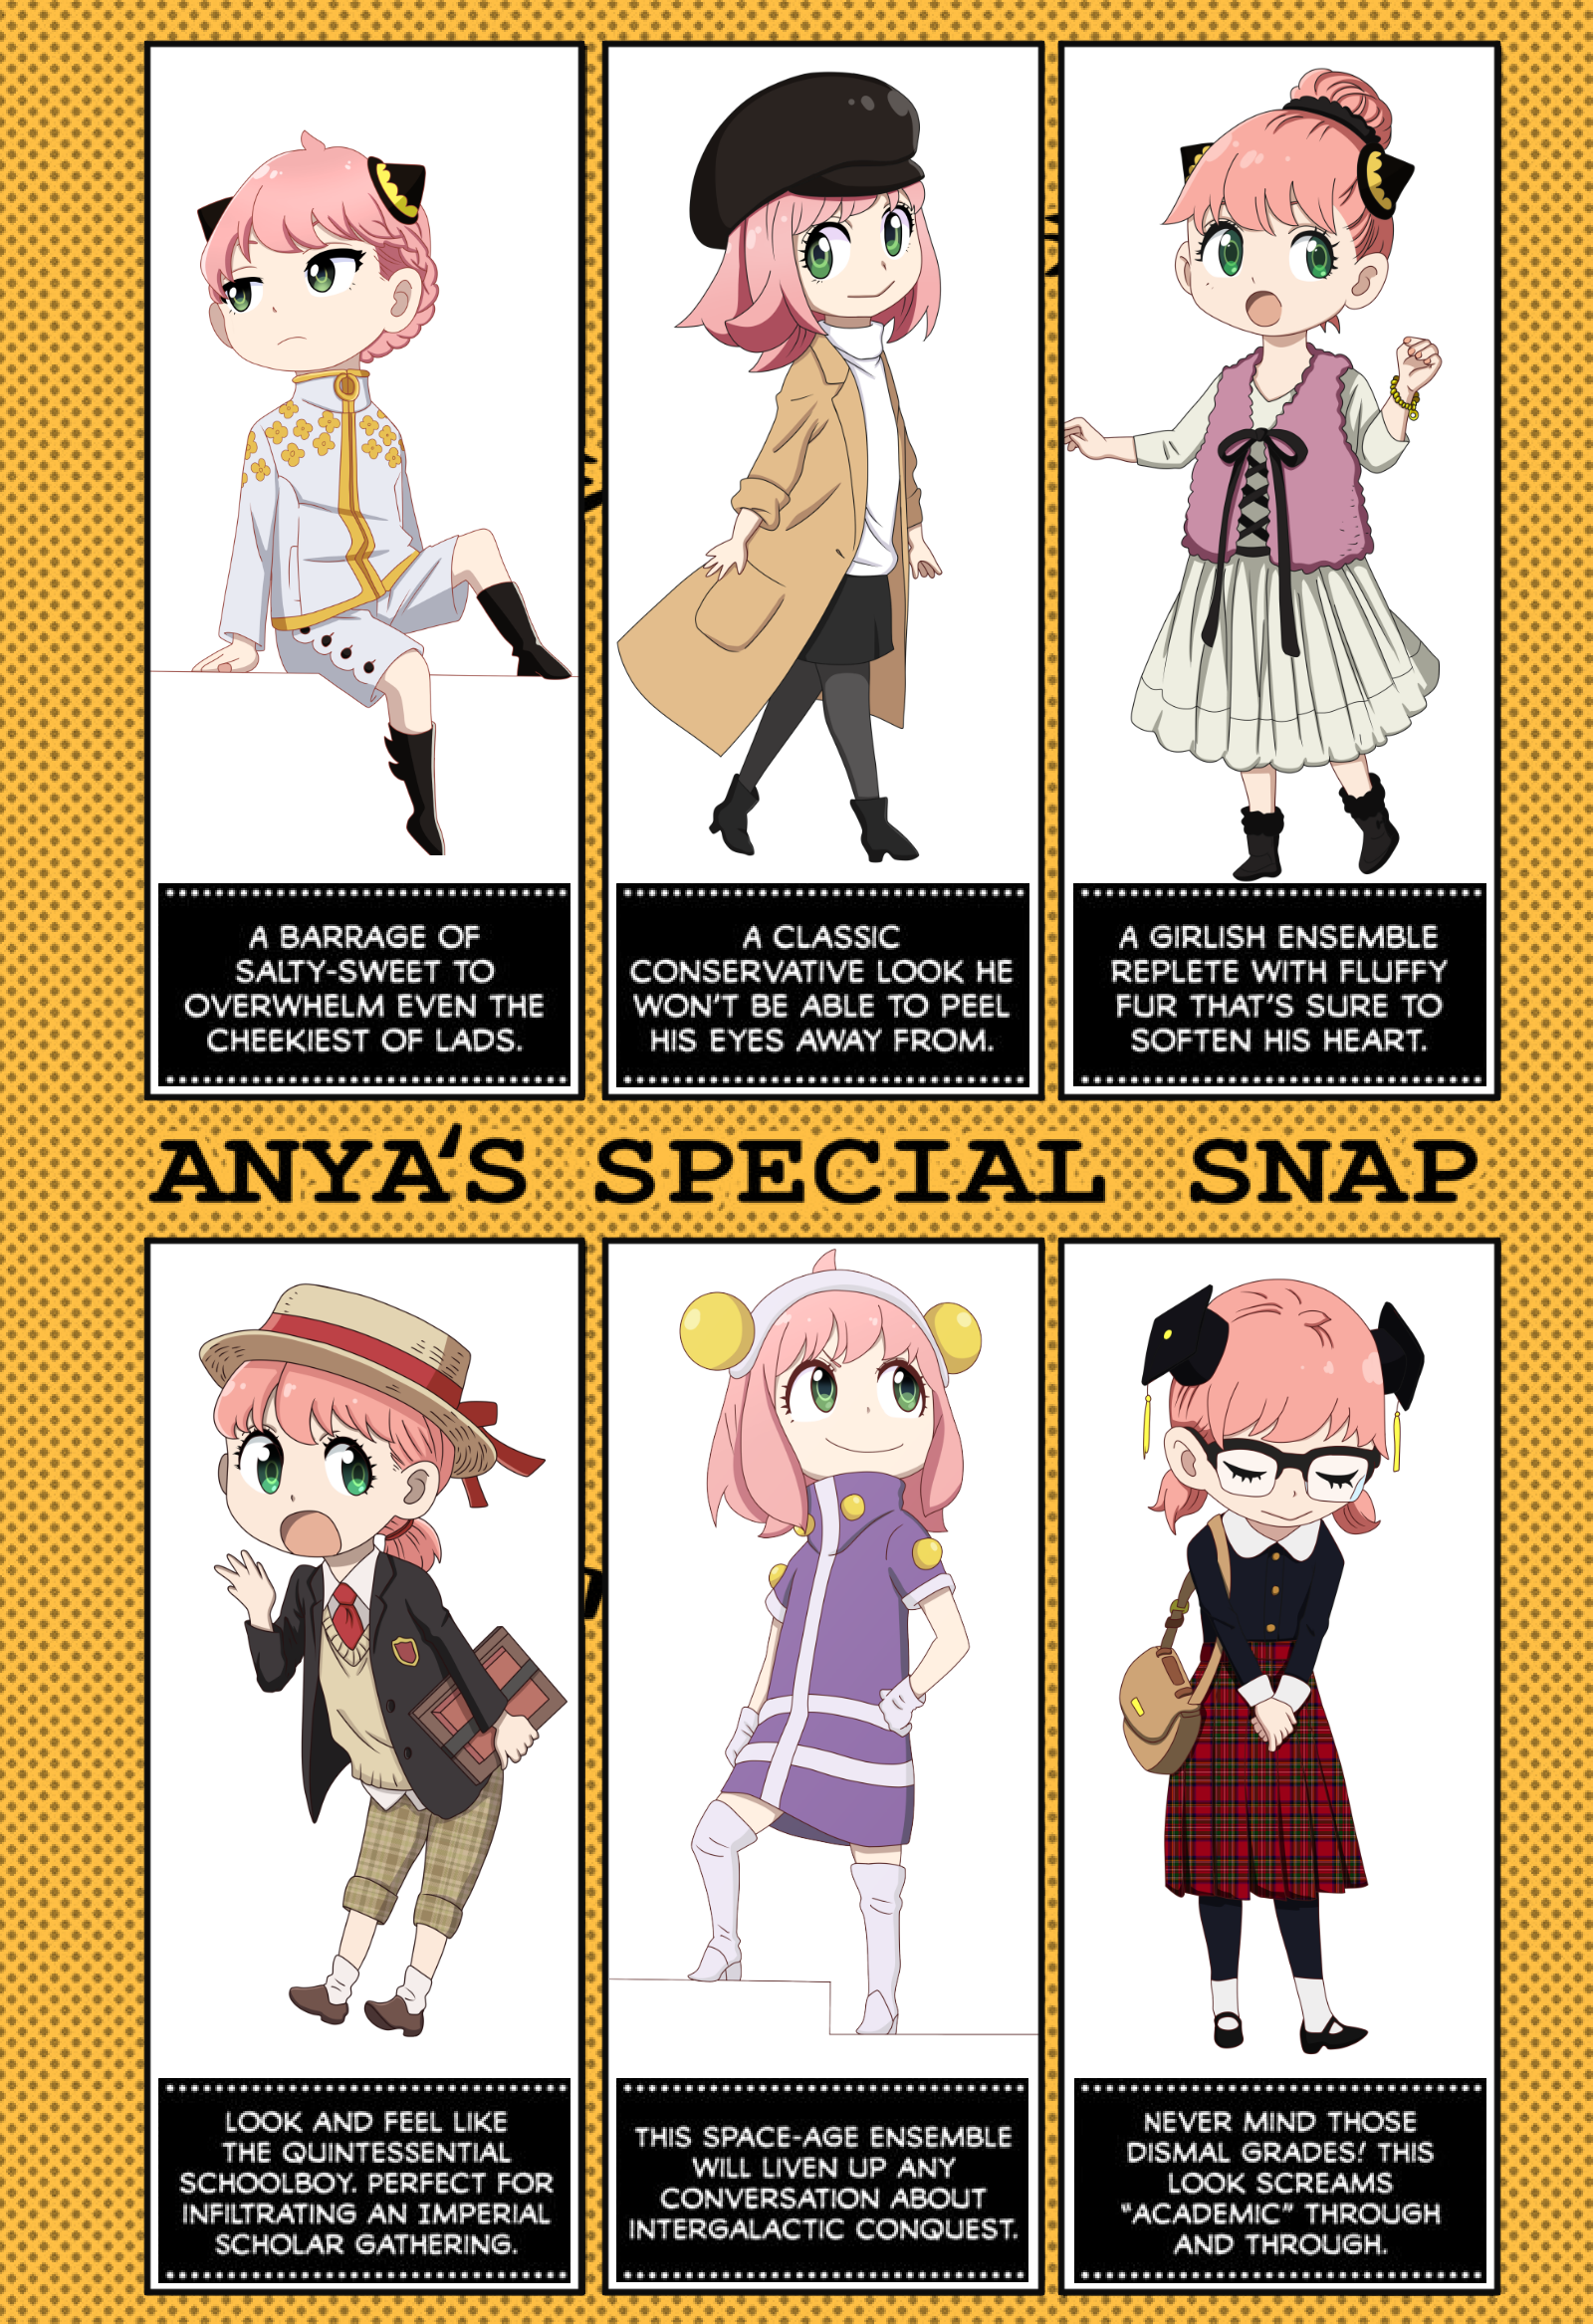 A BARRAGE OF
SALTY-SWEET TO
OVERWHELM EVEN THE
CHEEKIEST OF LADS.
A CLASSIC
CONSERVATIVE LOOK HE
WON'T BE ABLE TO PEEL
HIS EYES AWAY FROM.
A GIRLISH ENSEMBLE
REPLETE WITH FLUFFY
FUR THAT'S SURE TO
SOFTEN HIS HEART.
ANYA'S SPECIAL SNAP
LOOK AND FEEL LIKE
THE QUINTESSENTIAL
SCHOOLBOY. PERFECT FOR
INFILTRATING AN IMPERIAL
SCHOLAR GATHERING.
THIS SPACE-AGE ENSEMBLE
WILL LIVEN UP ANY
CONVERSATION ABOUT
INTERGALACTIC CONQUEST.
NEVER MIND THOSE
DISMAL GRADES! THIS
LOOK SCREAMS
"ACADEMIC" THROUGH
AND THROUGH.